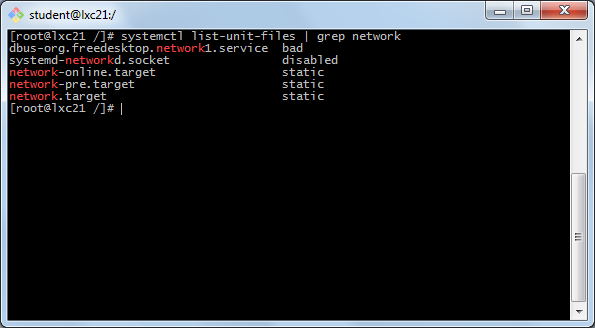 student@lxc21:/
[root@lxc21 /]# systemctl list-unit-files | grep network
dbus-org.freedesktop.network1.service  bad
systemd-networkd.socket                disabled
network-online.target                  static
network-pre.target                     static
network.target                         static
[root@lxc21 /]#